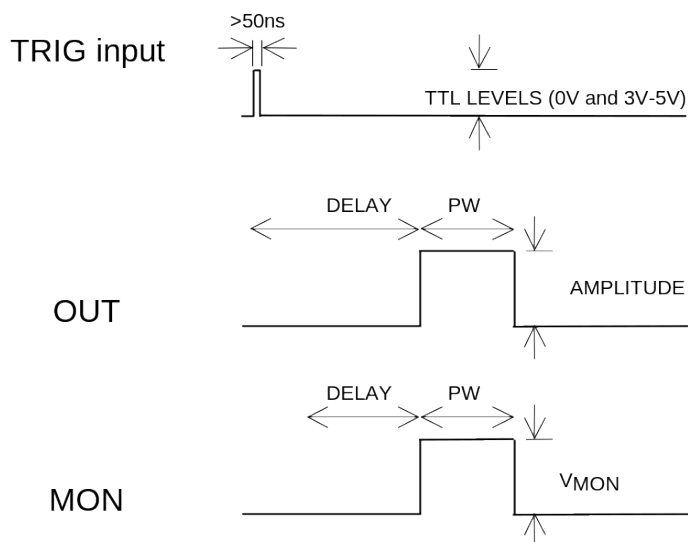 >50ns
TRIG input
TTL LEVELS (0V and 3V-5V)
DELAY PW
AMPLITUDE
OUT
DELAY PW
VMON
MON